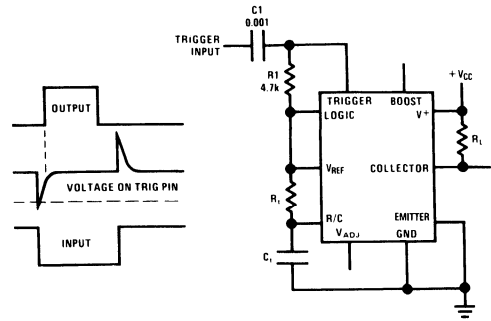 C1
0.001
TRIGGER
INPUT
R1
4.7k
+ VCC
TRIGGER
BOOST
LOGIC
V+
RL
VREF
COLLECTOR
Rt
R/C
EMITTER
VADJ
GND
Ct
OUTPUT
VOLTAGE ON TRIG PIN
INPUT